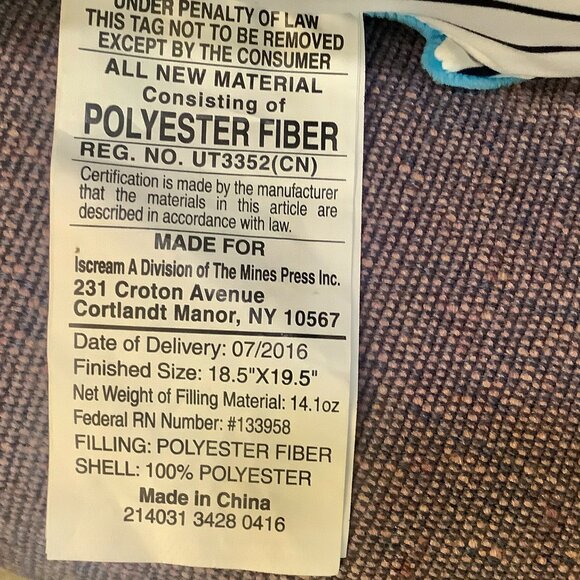 UNDER PENALTY OF LAW
THIS TAG NOT TO BE REMOVED
EXCEPT BY THE CONSUMER
ALL NEW MATERIAL
Consisting of
POLYESTER FIBER
REG. NO. UT3352(CN)
Certification is made by the manufacturer
that the materials in this article are
described in accordance with law.
MADE FOR
Iscream A Division of The Mines Press Inc.
231 Croton Avenue
Cortlandt Manor, NY 10567
Date of Delivery: 07/2016
Finished Size: 18.5"X19.5"
Net Weight of Filling Material: 14.1oz
Federal RN Number: #133958
FILLING: POLYESTER FIBER
SHELL: 100% POLYESTER
Made in China
214031 3428 0416